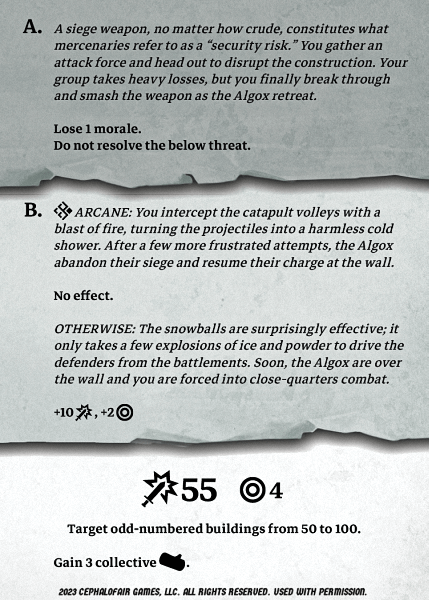 A. A siege weapon, no matter how crude, constitutes what
mercenaries refer to as a “security risk.” You gather an
attack force and head out to disrupt the construction. Your
group takes heavy losses, but you finally break through
and smash the weapon as the Algox retreat.
Lose 1 morale.
Do not resolve the below threat.
B. ARCANE: You intercept the catapult volleys with a
blast of fire, turning the projectiles into a harmless cold
shower. After a few more frustrated attempts, the Algox
abandon their siege and resume their charge at the wall.
No effect.
OTHERWISE: The snowballs are surprisingly effective; it
only takes a few explosions of ice and powder to drive the
defenders from the battlements. Soon, the Algox are over
the wall and you are forced into close-quarters combat.
+10 , +2
55 4
Target odd-numbered buildings from 50 to 100.
Gain 3 collective .
2023 CEPHALOFAIR GAMES, LLC. ALL RIGHTS RESERVED. USED WITH PERMISSION.